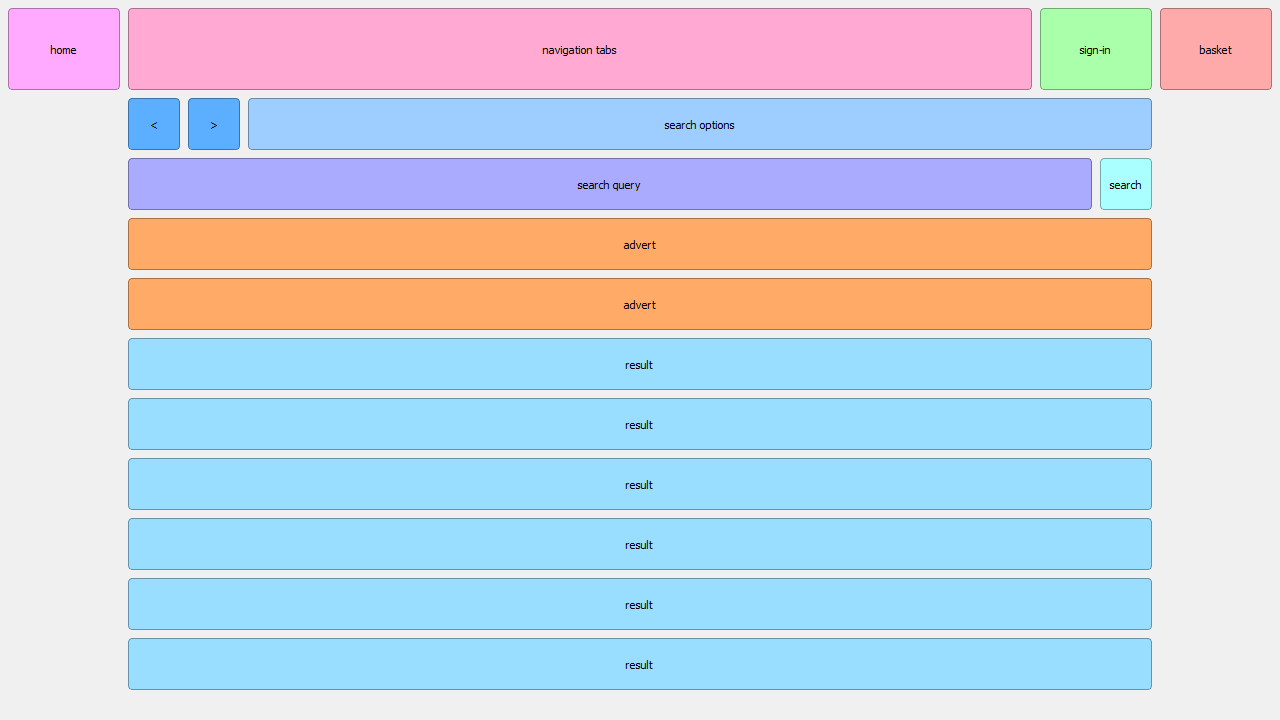 home
navigation tabs
sign-in
basket
<
>
search options
search query
search
advert
advert
result
result
result
result
result
result